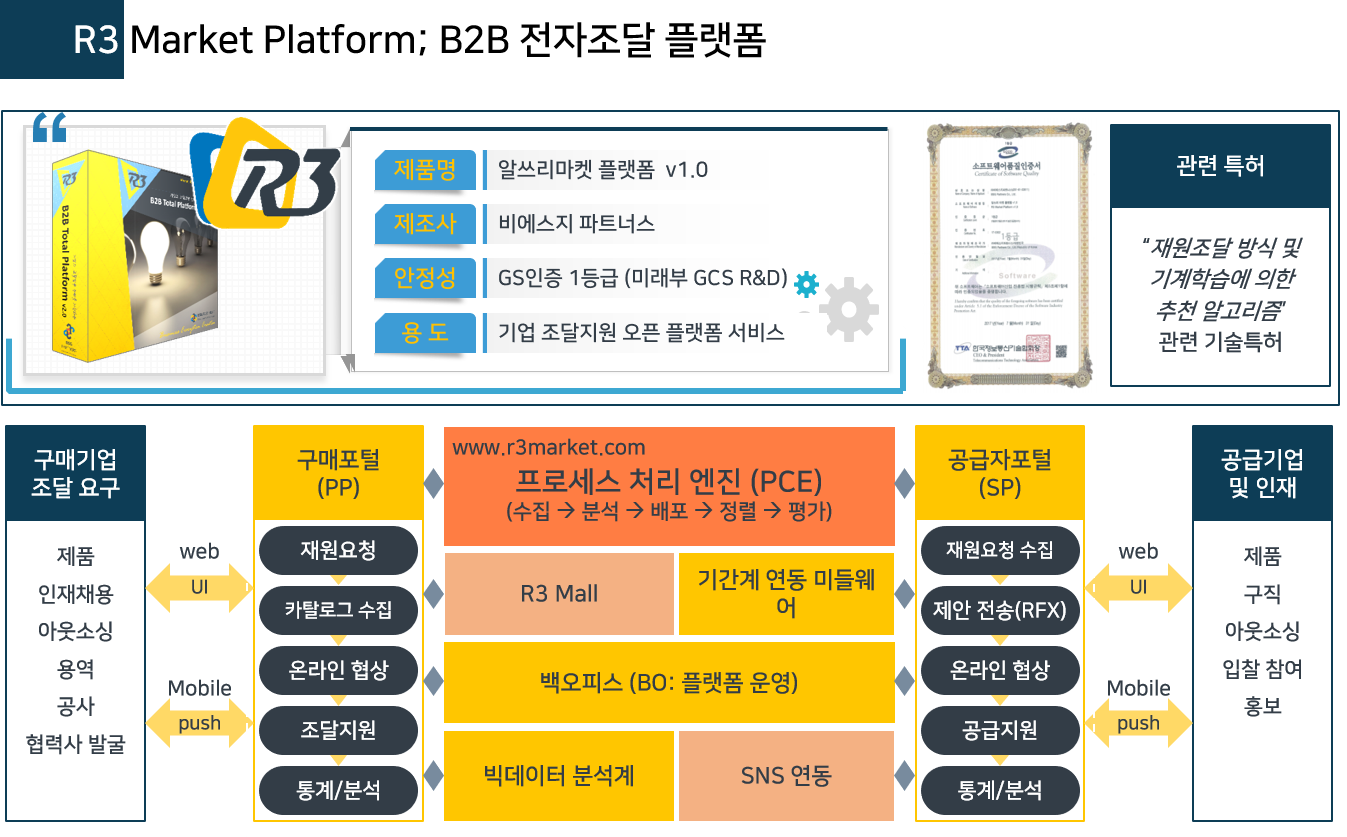 R3 Market Platform; B2B 전자조달 플랫폼
R3
R3
R3
B2B Total Platform v2.0
제품명
알쓰리마켓 플랫폼 v1.0
제조사
비에스지 파트너스
안정성
GS인증 1등급 (미래부 GCS R&D)
용 도
기업 조달지원 오픈 플랫폼 서비스
소프트웨어품질인증서
Certificate of Software Quality
1등급
Software
TTA 한국정보통신기술협회장
관련 특허
“재원조달 방식 및
기계학습에 의한
추천 알고리즘”
관련 기술특허
구매기업
조달 요구
제품
인재채용
아웃소싱
용역
공사
협력사 발굴
web
UI
Mobile
push
구매포털
(PP)
재원요청
카탈로그 수집
온라인 협상
조달지원
통계/분석
www.r3market.com
프로세스 처리 엔진 (PCE)
(수집 → 분석 → 배포 → 정렬 → 평가)
R3 Mall
기간계 연동 미들웨
어
백오피스 (BO: 플랫폼 운영)
빅데이터 분석계
SNS 연동
공급자포털
(SP)
재원요청 수집
제안 전송(RFX)
온라인 협상
공급지원
통계/분석
web
UI
Mobile
push
공급기업
및 인재
제품
구직
아웃소싱
입찰 참여
홍보